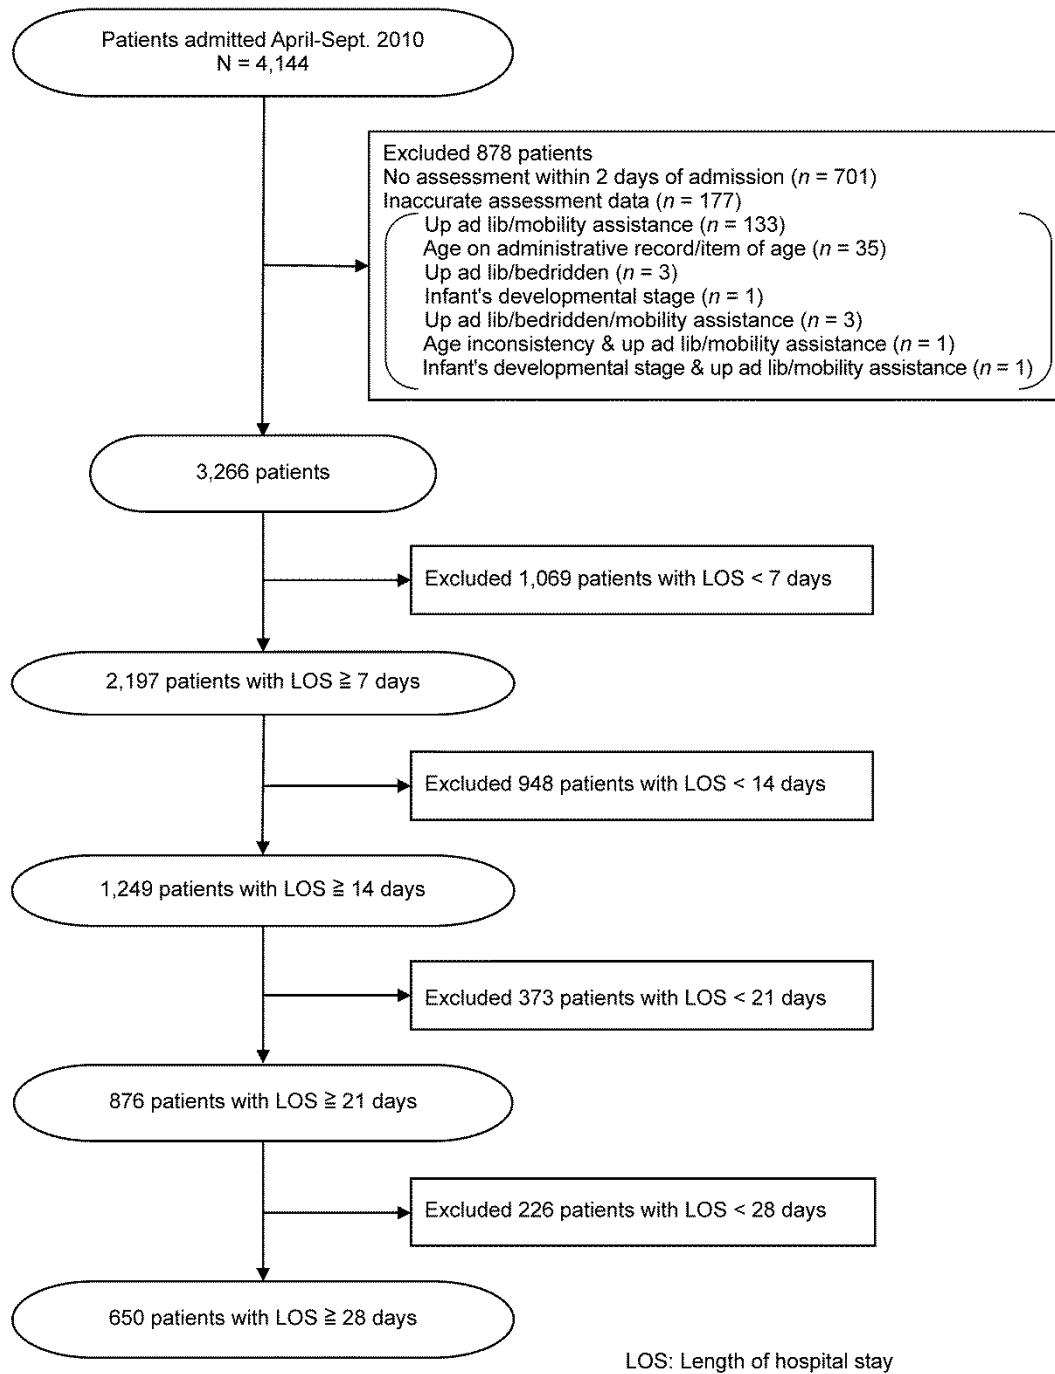 Patients admitted April-Sept. 2010
N = 4,144
Excluded 878 patients
No assessment within 2 days of admission (n = 701)
Inaccurate assessment data (n = 177)
Up ad lib/mobility assistance (n = 133)
Age on administrative record/item of age (n = 35)
Up ad lib/bedridden (n = 3)
Infant's developmental stage (n = 1)
Up ad lib/bedridden/mobility assistance (n = 3)
Age inconsistency & up ad lib/mobility assistance (n = 1)
Infant's developmental stage & up ad lib/mobility assistance (n = 1)
3,266 patients
Excluded 1,069 patients with LOS < 7 days
2,197 patients with LOS ≧ 7 days
Excluded 948 patients with LOS < 14 days
1,249 patients with LOS ≧ 14 days
Excluded 373 patients with LOS < 21 days
876 patients with LOS ≧ 21 days
Excluded 226 patients with LOS < 28 days
650 patients with LOS ≧ 28 days
LOS: Length of hospital stay